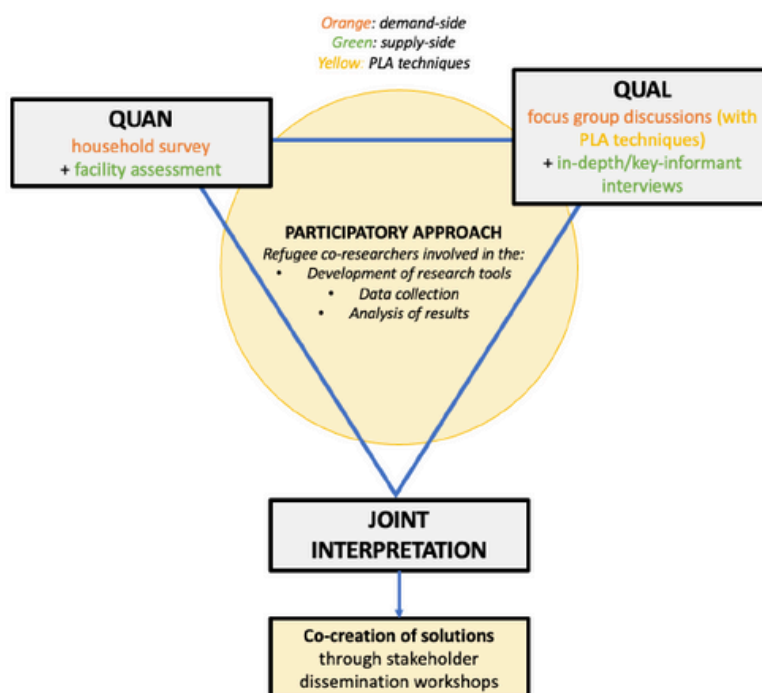 Orange: demand-side
Green: supply-side
Yellow: PLA techniques
QUAN
household survey
+ facility assessment
QUAL
focus group discussions (with
PLA techniques)
+ in-depth/key-informant
interviews
PARTICIPATORY APPROACH
Refugee co-researchers involved in the:
• Development of research tools
• Data collection
• Analysis of results
JOINT
INTERPRETATION
Co-creation of solutions
through stakeholder
dissemination workshops